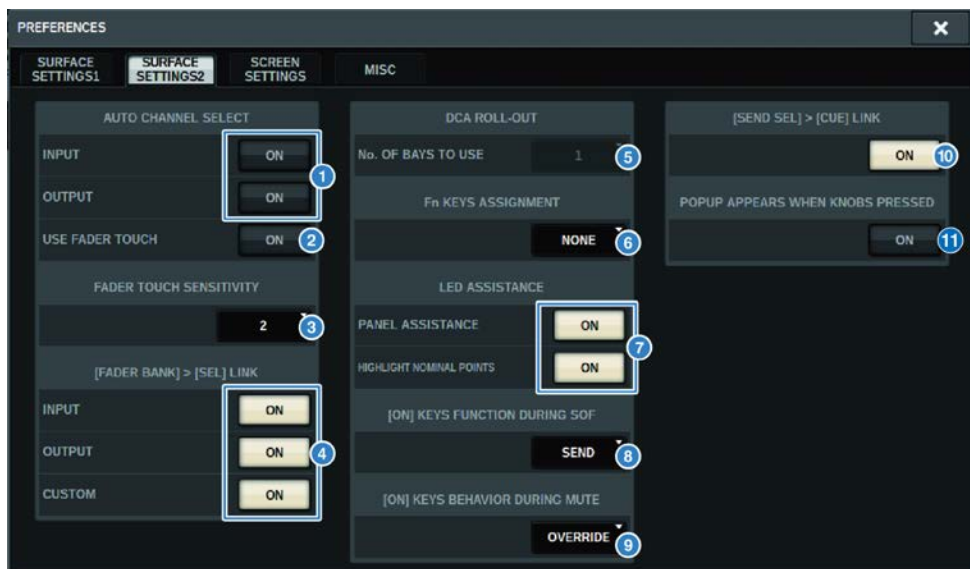 PREFERENCES
SURFACE SETTINGS1
SURFACE SETTINGS2
SCREEN SETTINGS
MISC
AUTO CHANNEL SELECT
INPUT ON
1
OUTPUT ON
USE FADER TOUCH ON 2
FADER TOUCH SENSITIVITY
2 3
[FADER BANK] > [SEL] LINK
INPUT ON
OUTPUT ON 4
CUSTOM ON
DCA ROLL-OUT
No. OF BAYS TO USE 1 5
Fn KEYS ASSIGNMENT
NONE 6
LED ASSISTANCE
PANEL ASSISTANCE ON
7
HIGHLIGHT NOMINAL POINTS ON
[ON] KEYS FUNCTION DURING SOF
SEND 8
[ON] KEYS BEHAVIOR DURING MUTE
OVERRIDE 9
[SEND SEL] > [CUE] LINK
ON 10
POPUP APPEARS WHEN KNOBS PRESSED
ON 11